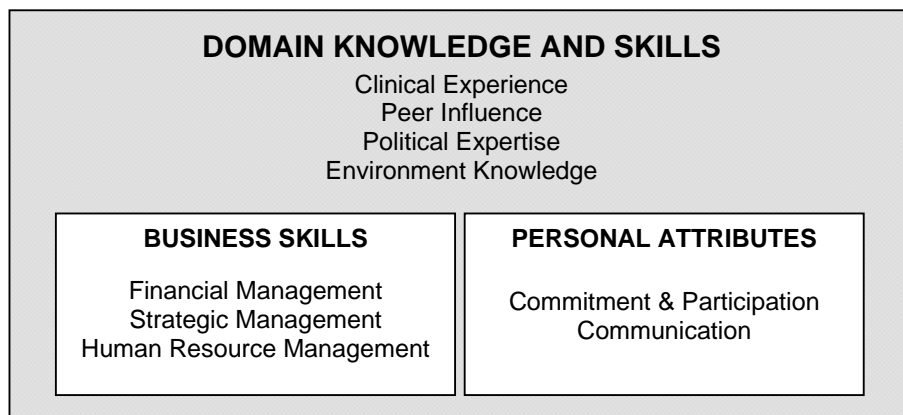 DOMAIN KNOWLEDGE AND SKILLS
Clinical Experience
Peer Influence
Political Expertise
Environment Knowledge
BUSINESS SKILLS
Financial Management
Strategic Management
Human Resource Management
PERSONAL ATTRIBUTES
Commitment & Participation
Communication